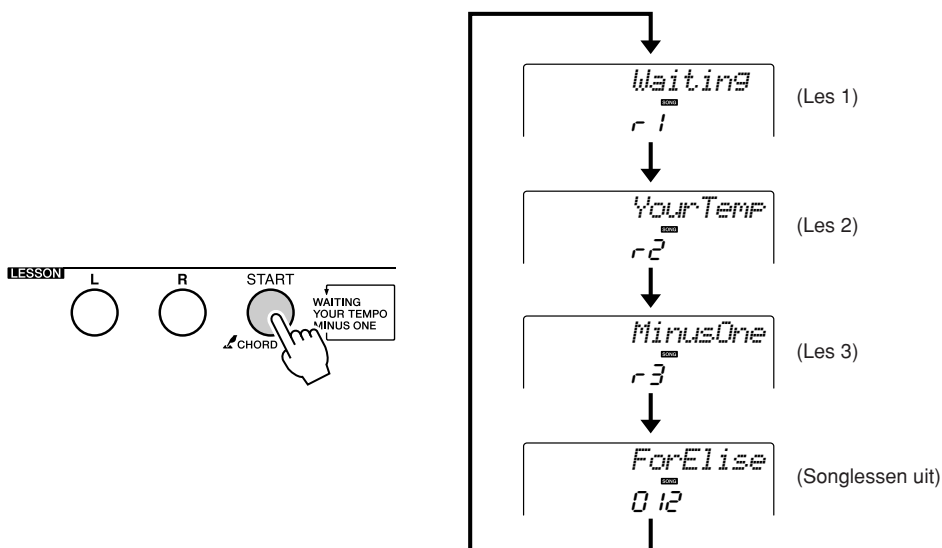 LESSON
L
R
START
WAITING
YOUR TEMPO
MINUS ONE
CHORD
Waiting
SONG
r1
(Les 1)
YourTemp
SONG
r2
(Les 2)
MinusOne
SONG
r3
(Les 3)
ForElise
SONG
012
(Songlessen uit)